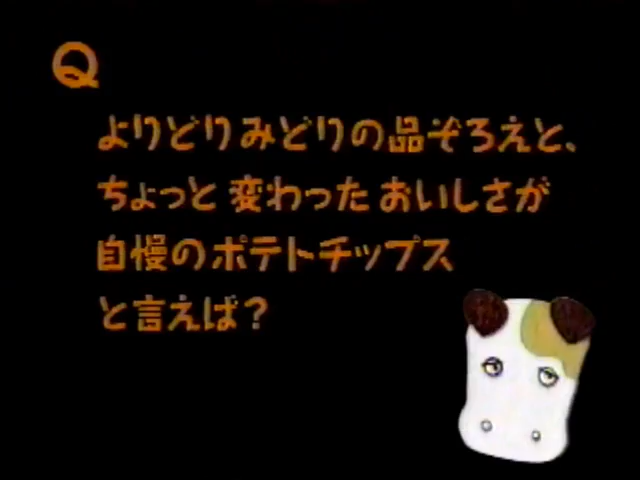 Q
よりどりみどりの品ぞろえと、
ちょっと変わったおいしさが
自慢のポテトチップス
と言えば?